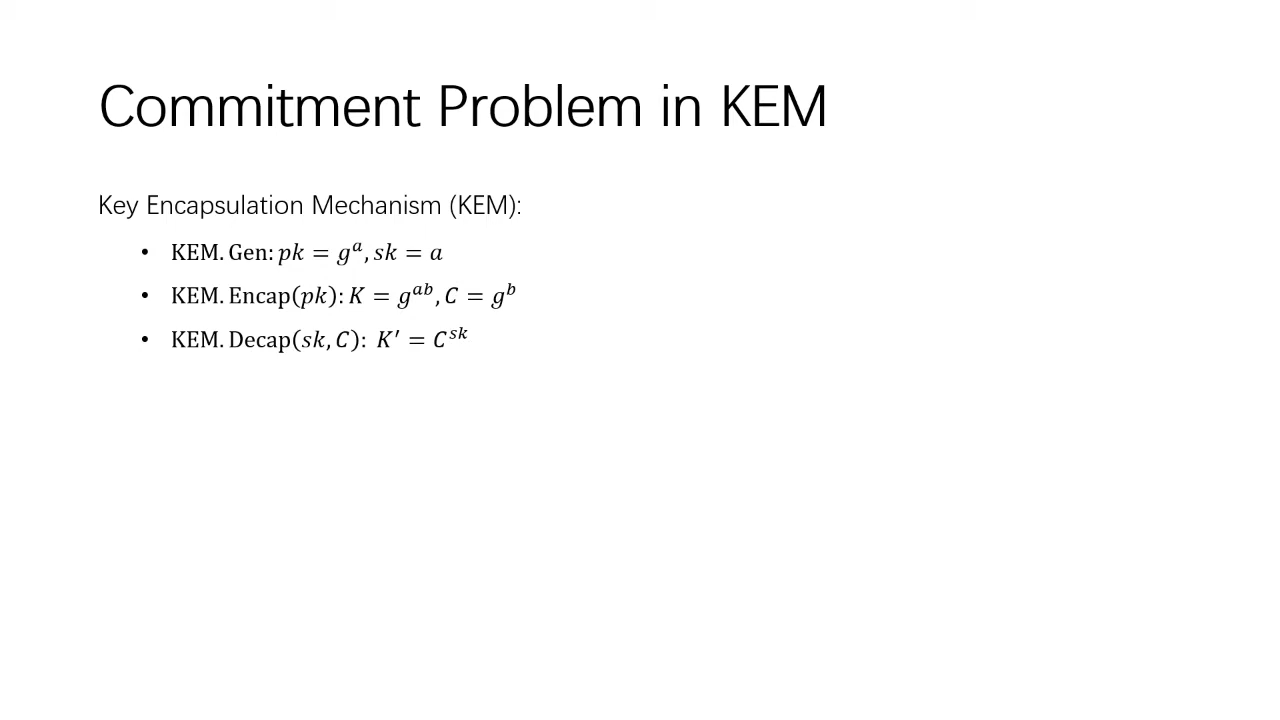 Commitment Problem in KEM
Key Encapsulation Mechanism (KEM):
• KEM. Gen: pk = g^a, sk = a
• KEM. Encap(pk): K = g^{ab}, C = g^b
• KEM. Decap(sk, C): K′ = C^{sk}